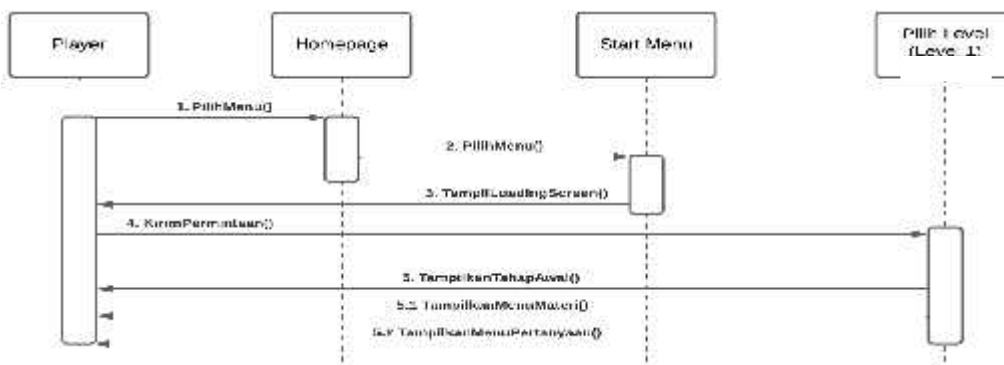 Player
Homepage
Start Menu
Pilih Level
(Level 1)
1. PilihMenu()
2. PilihMenu()
3. TampilLoadingScreen()
4. KirimPermintaan()
5. TampilkanTahapAwal()
5.1 TampilkanMenuMateri()
5.2 TampilkanMenuPertanyaan()